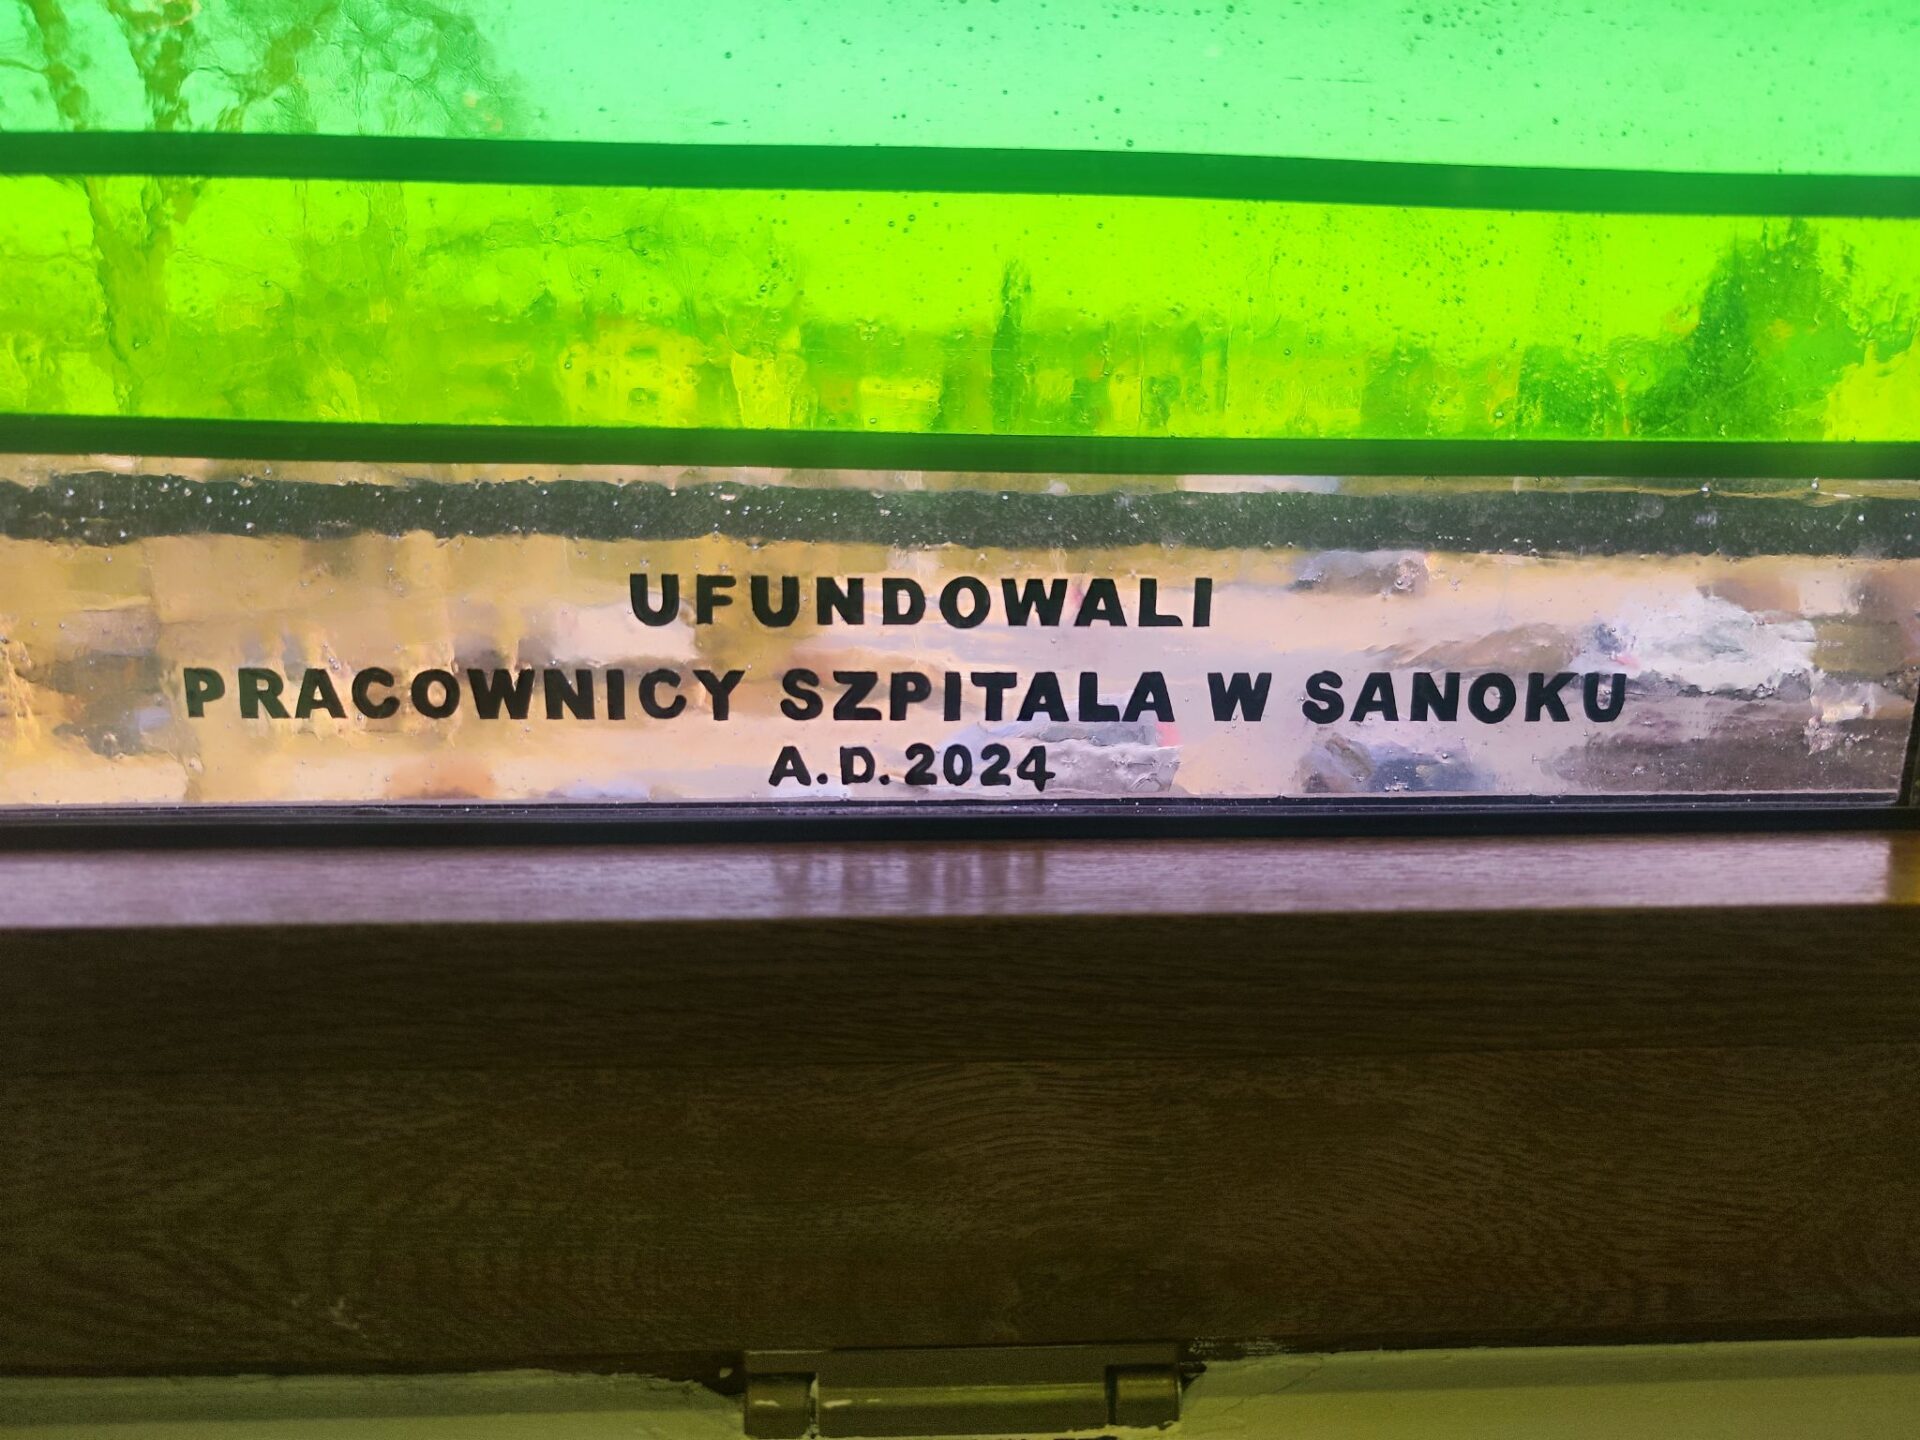 UFUNDOWALI
PRACOWNICY SZPITALA W SANOKU
A.D. 2024